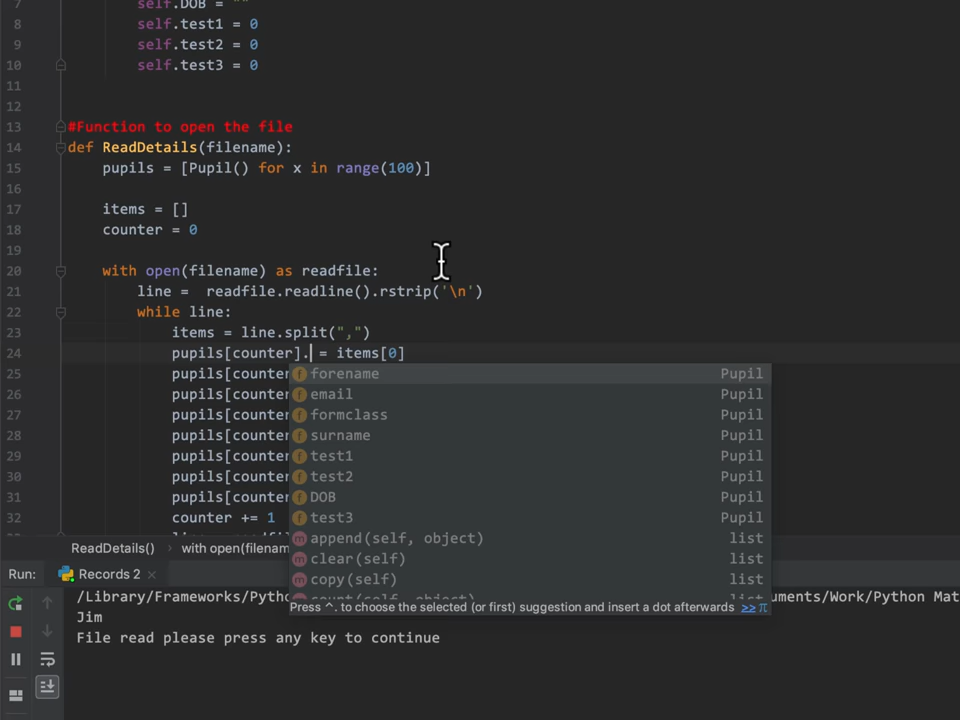 7 self.DOB = ""
8 self.test1 = 0
9 self.test2 = 0
10 self.test3 = 0
11
12
13 #Function to open the file
14 def ReadDetails(filename):
15 pupils = [Pupil() for x in range(100)]
16
17 items = []
18 counter = 0
19
20 with open(filename) as readfile:
21 line =  readfile.readline().rstrip('\n')
22 while line:
23 items = line.split(",")
24 pupils[counter]. = items[0]
25 pupils[counter
26 pupils[counter
27 pupils[counter
28 pupils[counter
29 pupils[counter
30 pupils[counter
31 pupils[counter
32 counter += 1
f forename Pupil
f email Pupil
f formclass Pupil
f surname Pupil
f test1 Pupil
f test2 Pupil
f DOB Pupil
f test3 Pupil
m append(self, object) list
m clear(self) list
m copy(self) list
Press ^. to choose the selected (or first) suggestion and insert a dot afterwards >> π
ReadDetails() › with open(filenam
Run: Records 2 ×
/Library/Frameworks/Pytho
uments/Work/Python Mat
Jim
File read please press any key to continue